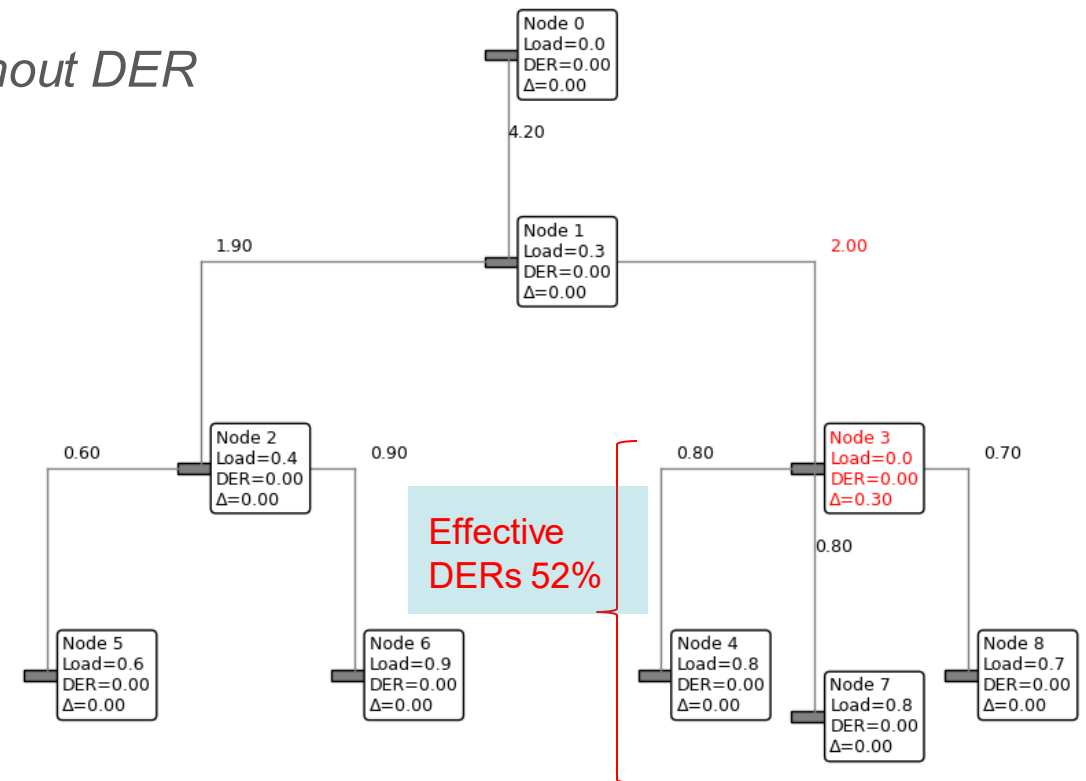 Node 0
Load=0.0
DER=0.00
Δ=0.00
DER
4.20
Node 1
Load=0.3
DER=0.00
Δ=0.00
1.90
2.00
Node 2
Load=0.4
DER=0.00
Δ=0.00
0.60
0.90
0.80
Node 3
Load=0.0
DER=0.00
Δ=0.30
0.70
Effective
DERs 52%
0.80
Node 5
Load=0.6
DER=0.00
Δ=0.00
Node 6
Load=0.9
DER=0.00
Δ=0.00
Node 4
Load=0.8
DER=0.00
Δ=0.00
Node 7
Load=0.8
DER=0.00
Δ=0.00
Node 8
Load=0.7
DER=0.00
Δ=0.00